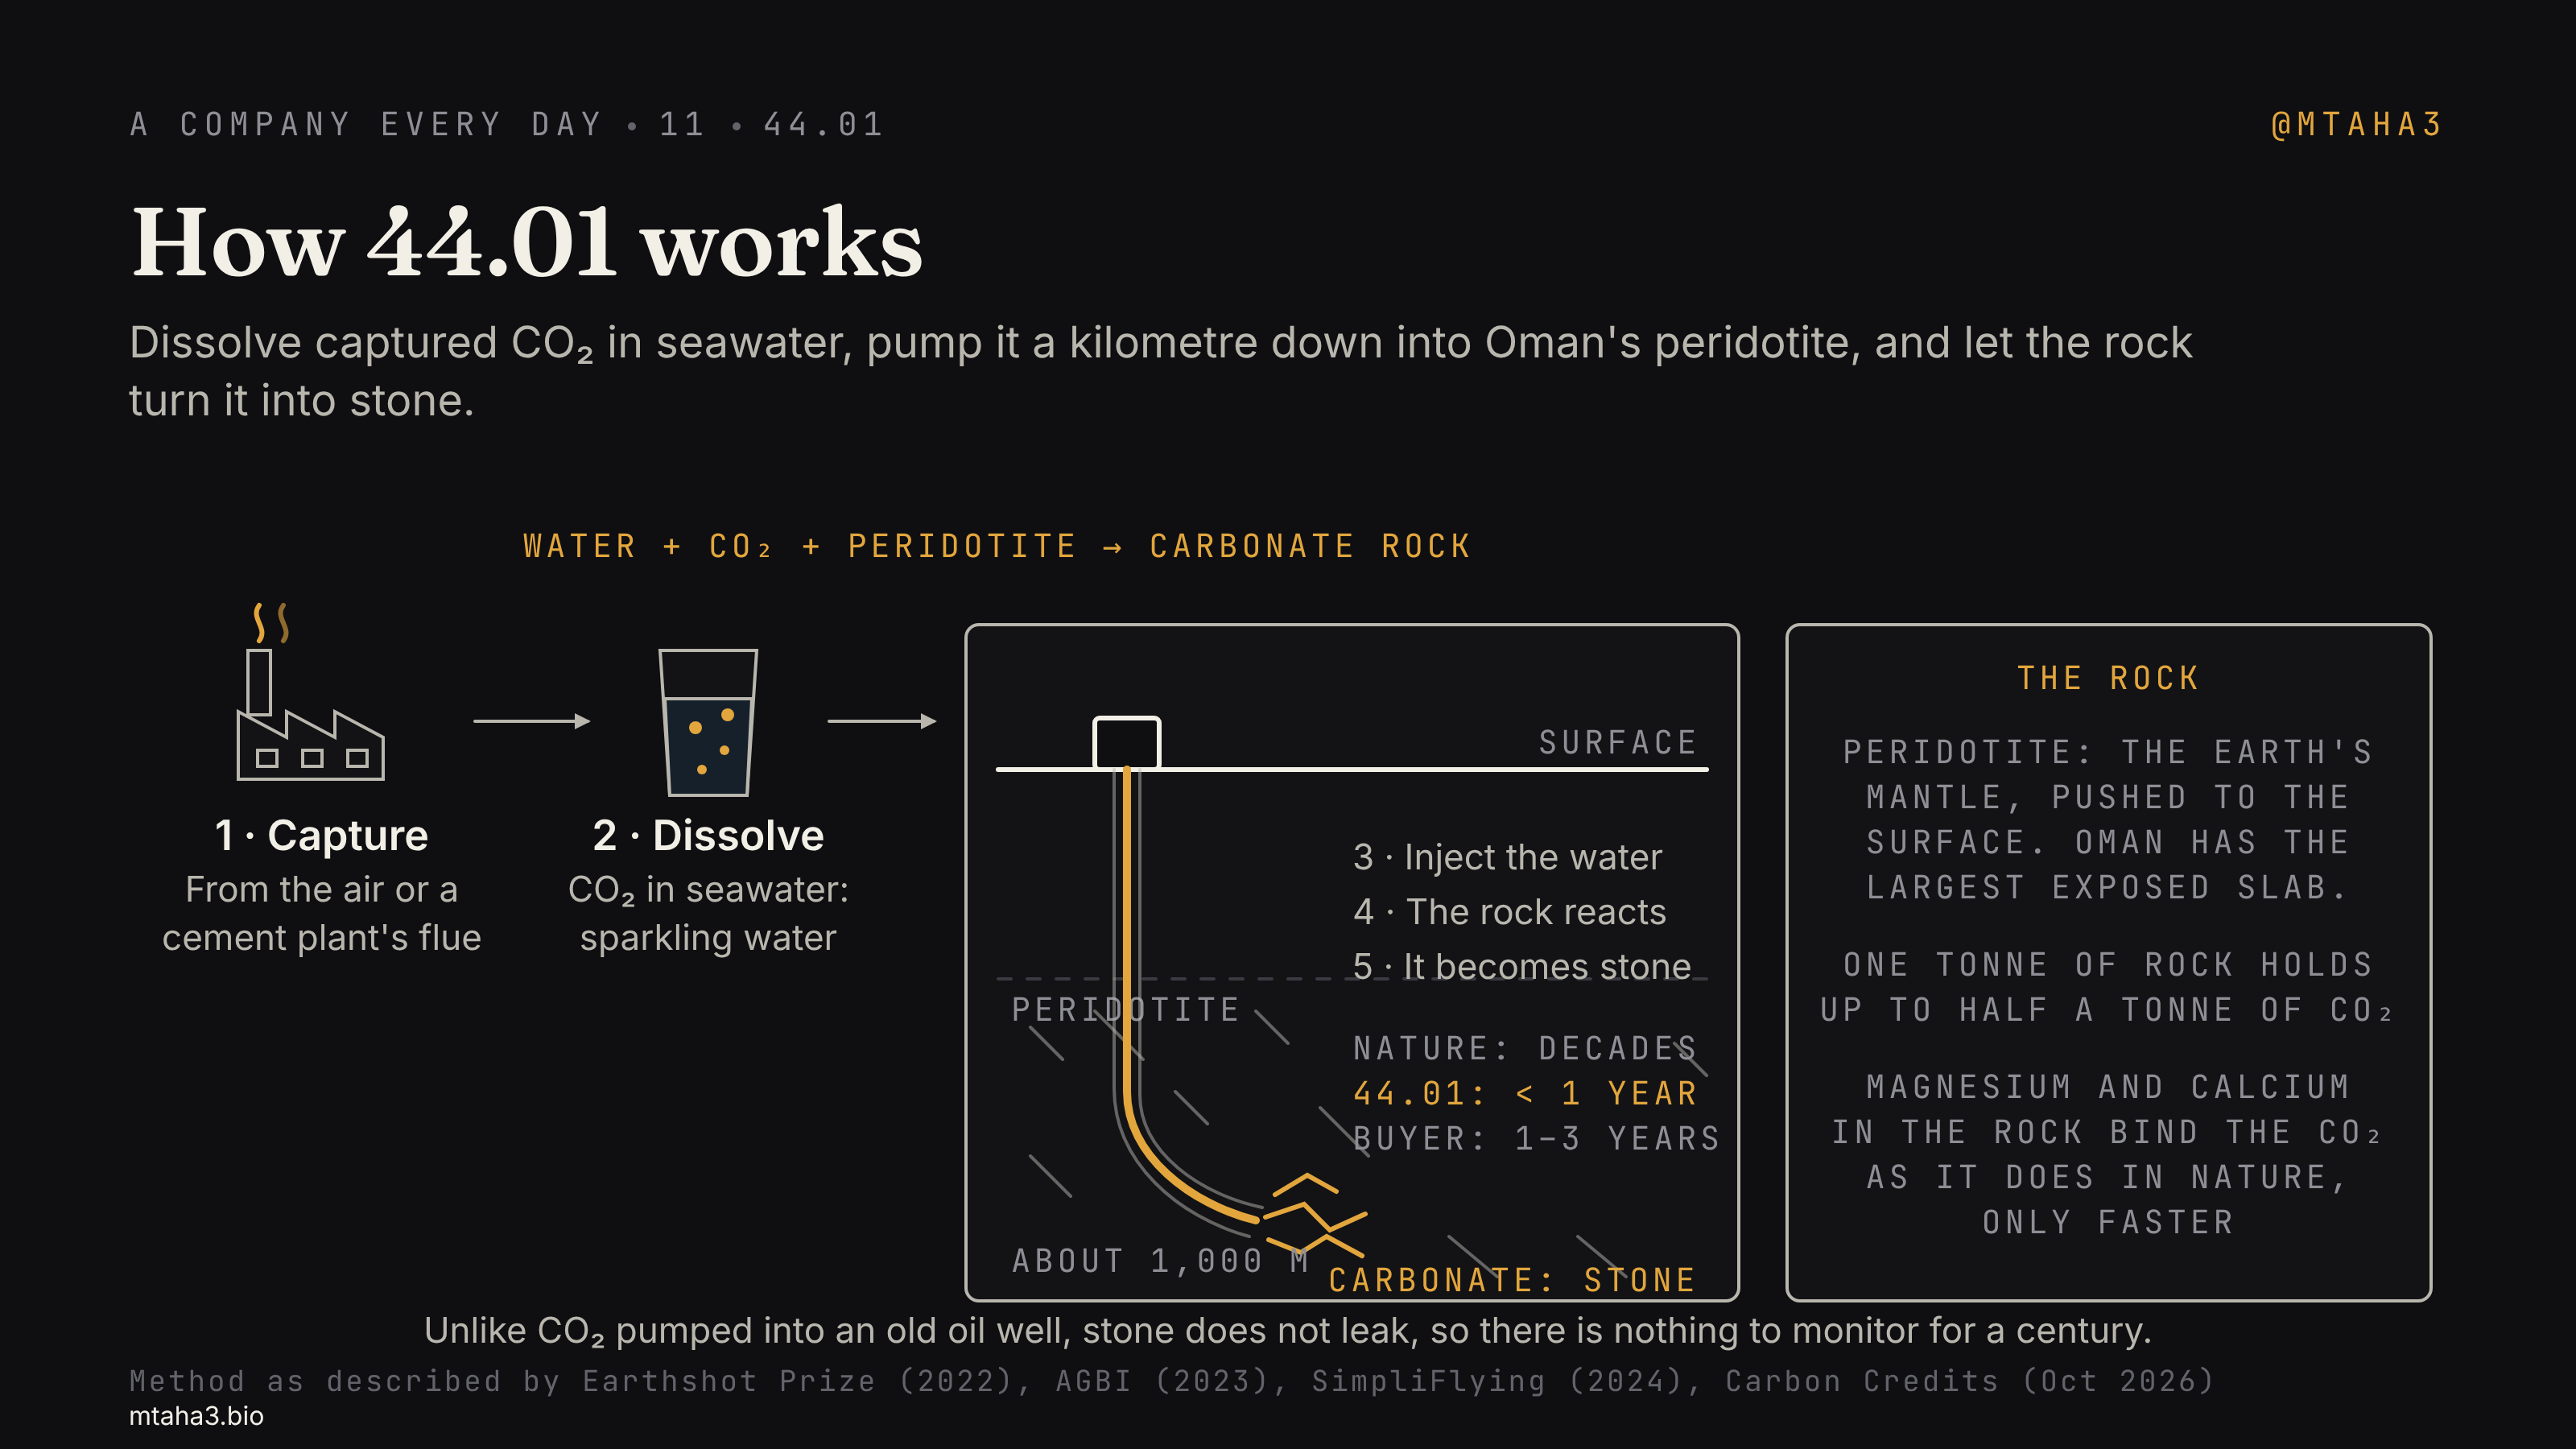 A COMPANY EVERY DAY · 11 · 44.01
@MTAHA3
How 44.01 works
Dissolve captured CO₂ in seawater, pump it a kilometre down into Oman's peridotite, and let the rock
turn it into stone.
WATER + CO₂ + PERIDOTITE → CARBONATE ROCK
1 · Capture
From the air or a
cement plant's flue
2 · Dissolve
CO₂ in seawater:
sparkling water
SURFACE
3 · Inject the water
4 · The rock reacts
5 · It becomes stone
PERIDOTITE
NATURE: DECADES
44.01: < 1 YEAR
BUYER: 1–3 YEARS
ABOUT 1,000 M
CARBONATE: STONE
THE ROCK
PERIDOTITE: THE EARTH'S
MANTLE, PUSHED TO THE
SURFACE. OMAN HAS THE
LARGEST EXPOSED SLAB.
ONE TONNE OF ROCK HOLDS
UP TO HALF A TONNE OF CO₂
MAGNESIUM AND CALCIUM
IN THE ROCK BIND THE CO₂
AS IT DOES IN NATURE,
ONLY FASTER
Unlike CO₂ pumped into an old oil well, stone does not leak, so there is nothing to monitor for a century.
Method as described by Earthshot Prize (2022), AGBI (2023), SimpliFlying (2024), Carbon Credits (Oct 2026)
mtaha3.bio